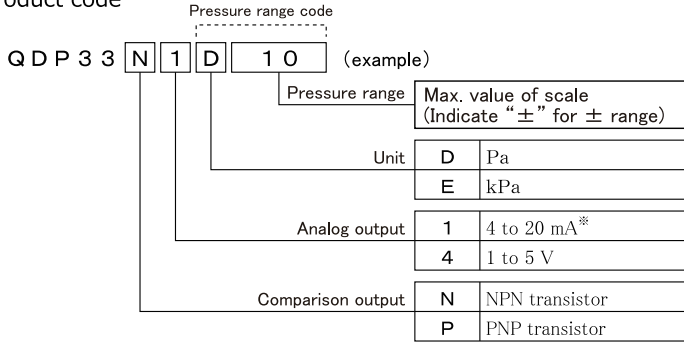 oduct code
Pressure range code
QDP33 N 1 D 10 (example)
Pressure range Max. value of scale
(Indicate “±” for ± range)
Unit D Pa
E kPa
Analog output 1 4 to 20 mA※
4 1 to 5 V
Comparison output N NPN transistor
P PNP transistor